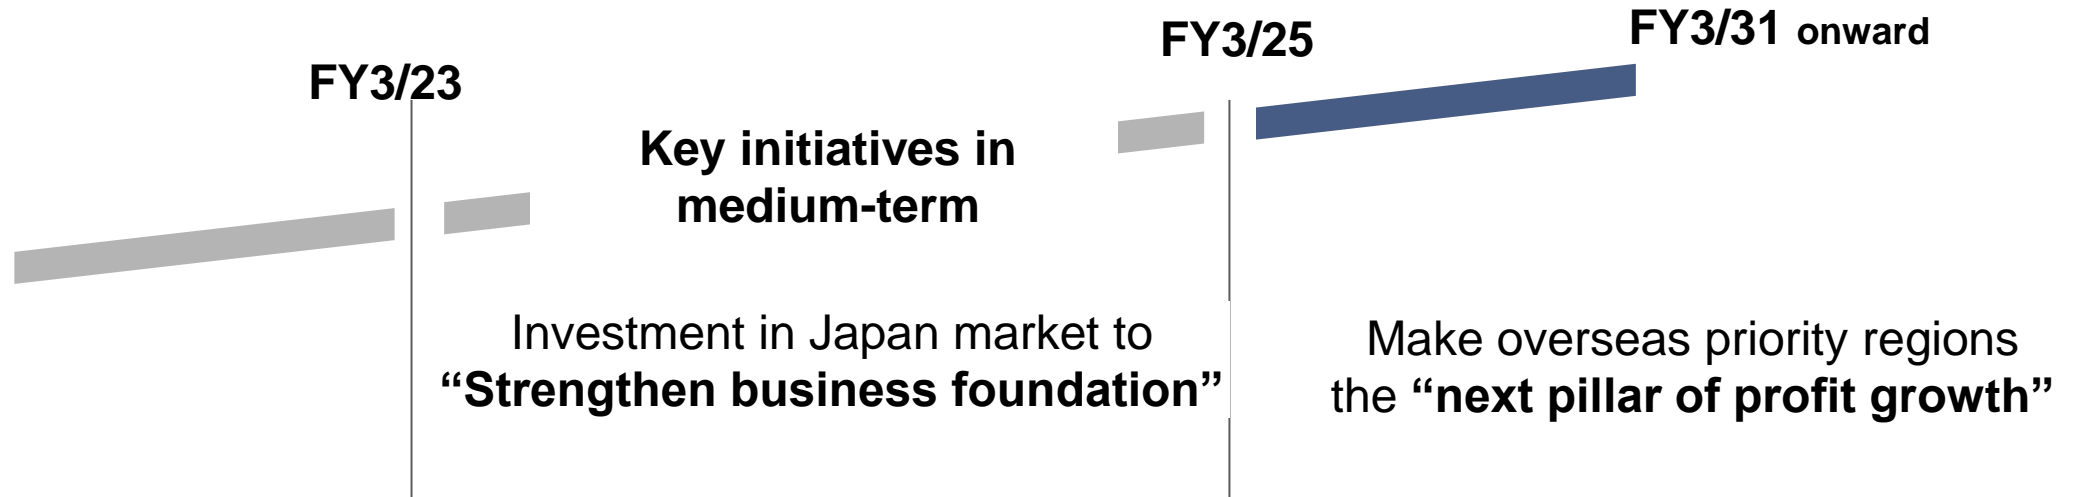 FY3/23
FY3/25
FY3/31 onward
Key initiatives in
medium-term
Investment in Japan market to
“Strengthen business foundation”
Make overseas priority regions
the “next pillar of profit growth”